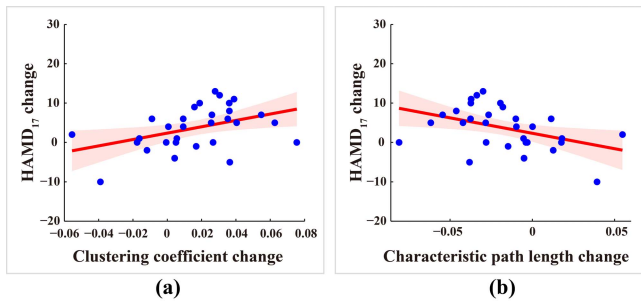 30
20
10
0
−10
−20
HAMD17 change
−0.06 −0.04 −0.02 0 0.02 0.04 0.06 0.08
Clustering coefficient change
(a)
30
20
10
0
−10
−20
HAMD17 change
−0.05 0 0.05
Characteristic path length change
(b)